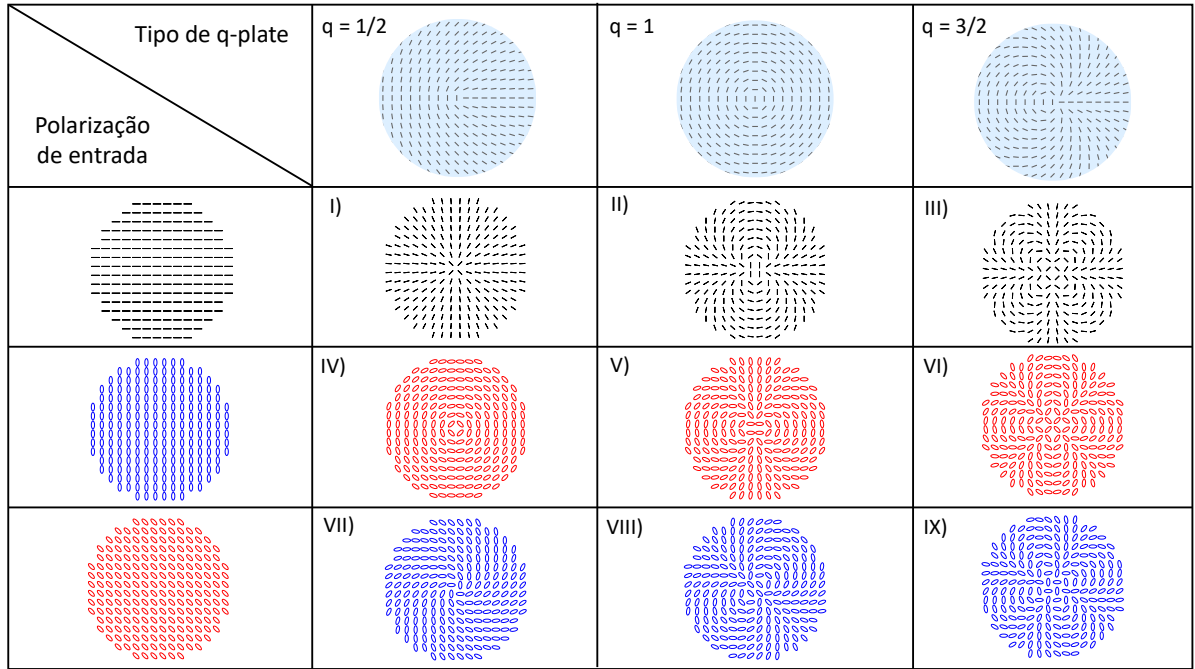 Tipo de q-plate
Polarização
de entrada
q = 1/2
q = 1
q = 3/2
I)
II)
III)
IV)
V)
VI)
VII)
VIII)
IX)